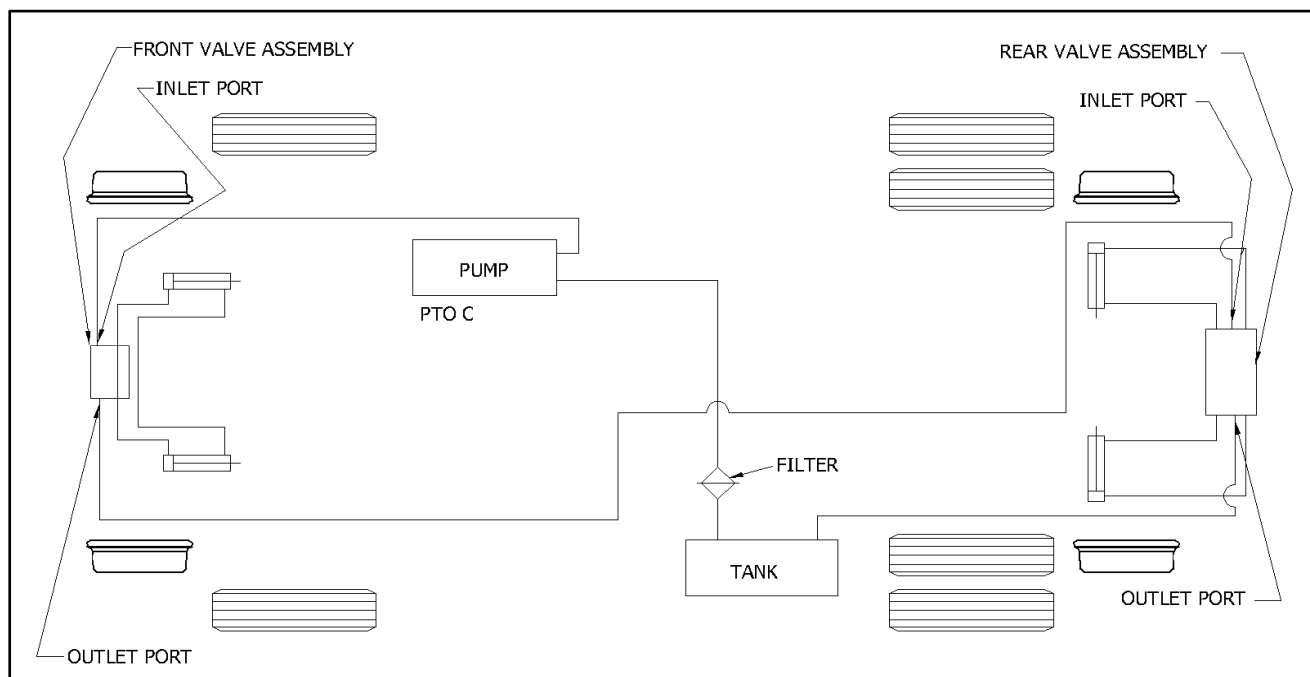 FRONT VALVE ASSEMBLY
REAR VALVE ASSEMBLY
INLET PORT
INLET PORT
PUMP
PTO C
FILTER
TANK
OUTLET PORT
OUTLET PORT